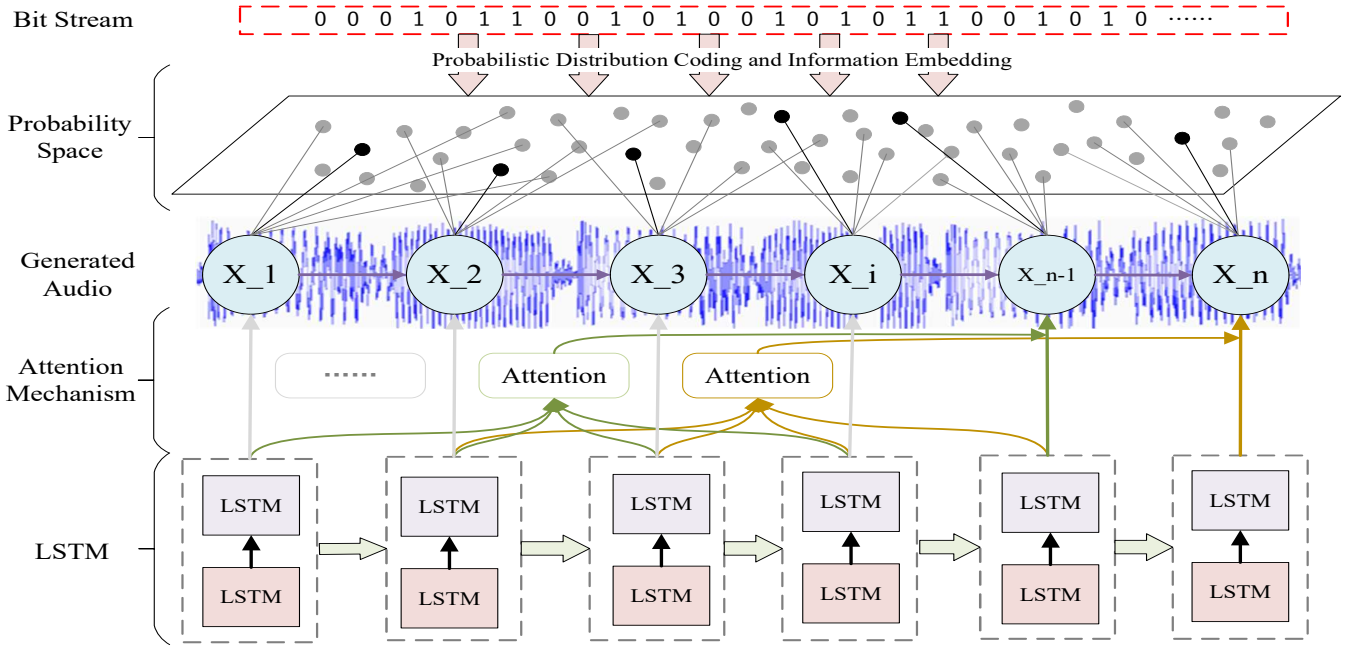 Bit Stream
0 0 0 1 0 1 1 0 0 1 0 1 0 0 1 0 1 0 1 1 0 0 1 0 1 0 ······
Probabilistic Distribution Coding and Information Embedding
Probability
Space
Generated
Audio
X_1 X_2 X_3 X_i X_n-1 X_n
Attention
Mechanism
······ Attention Attention
LSTM LSTM LSTM LSTM LSTM LSTM
LSTM
LSTM LSTM LSTM LSTM LSTM LSTM